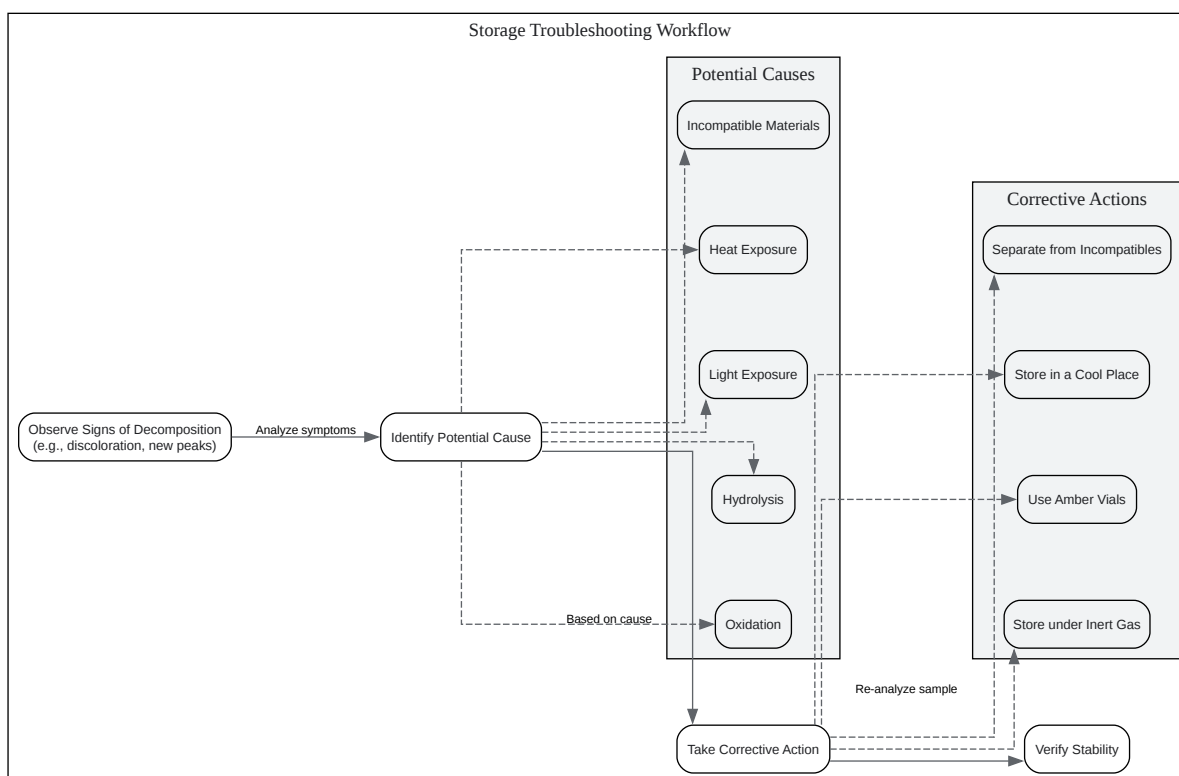 Storage Troubleshooting Workflow
Potential Causes
Incompatible Materials
Heat Exposure
Light Exposure
Hydrolysis
Oxidation
Corrective Actions
Separate from Incompatibles
Store in a Cool Place
Use Amber Vials
Store under Inert Gas
Observe Signs of Decomposition
(e.g., discoloration, new peaks)
Analyze symptoms
Identify Potential Cause
Based on cause
Re-analyze sample
Take Corrective Action
Verify Stability